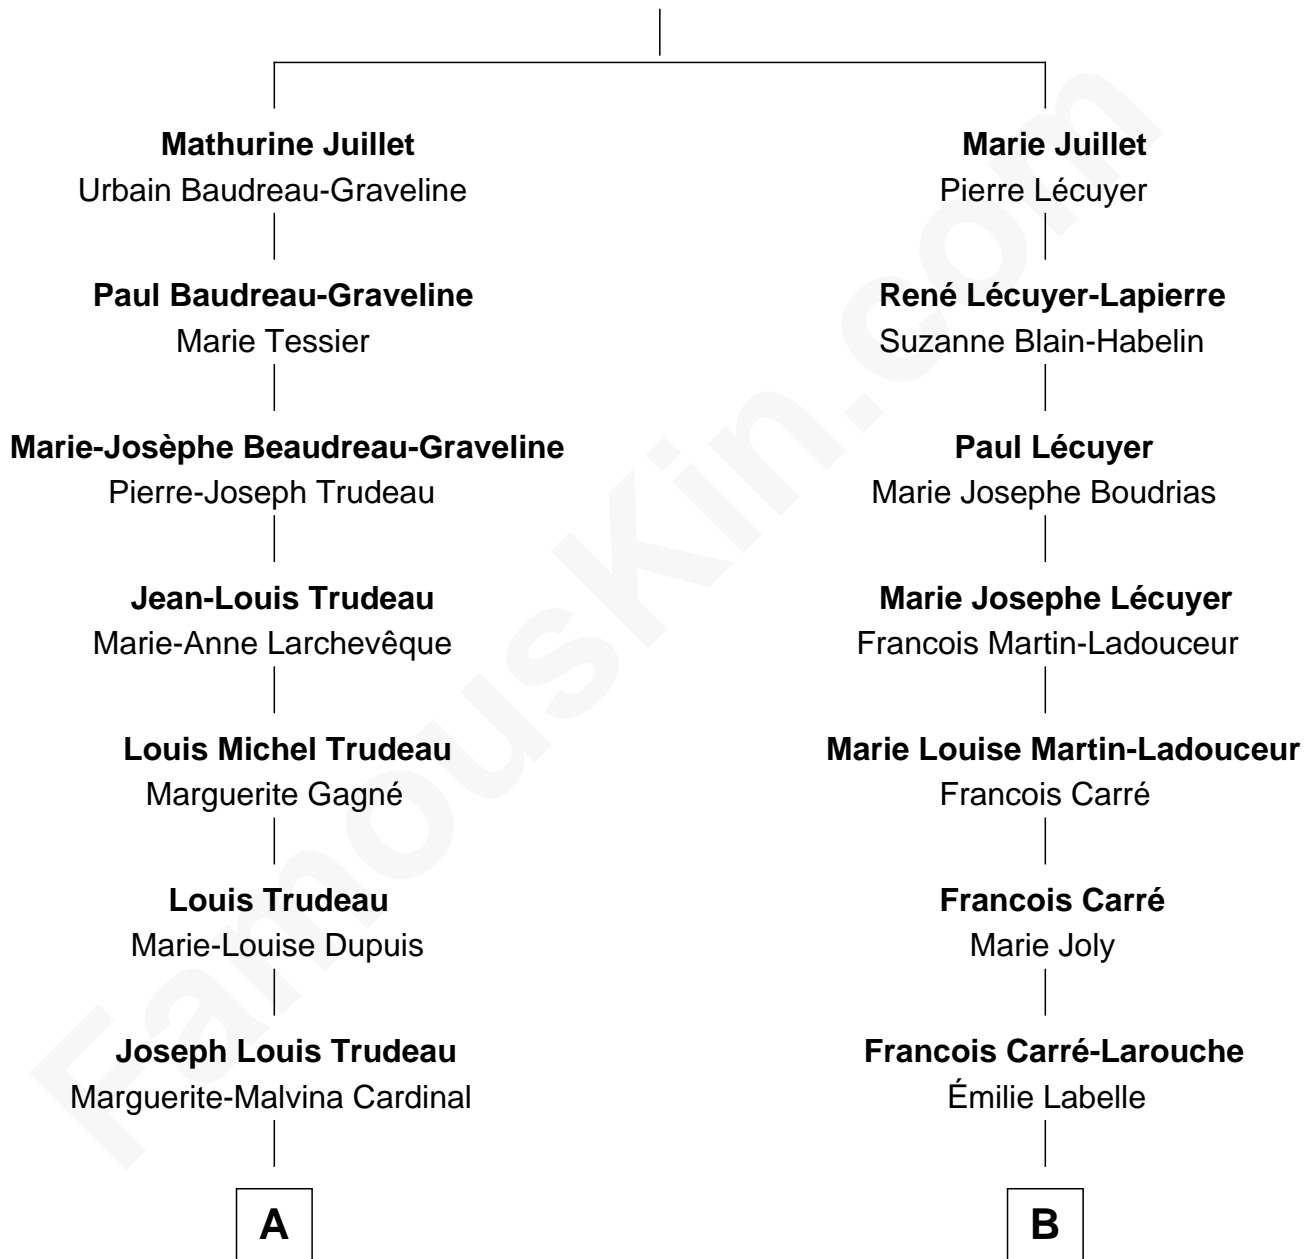 Mathurine Juillet
Urbain Baudreau-Graveline
Paul Baudreau-Graveline
Marie Tessier
Marie-Josèphe Beaudreau-Graveline
Pierre-Joseph Trudeau
Jean-Louis Trudeau
Marie-Anne Larchevêque
Louis Michel Trudeau
Marguerite Gagné
Louis Trudeau
Marie-Louise Dupuis
Joseph Louis Trudeau
Marguerite-Malvina Cardinal
A
Marie Juillet
Pierre Lécuyer
René Lécuyer-Lapierre
Suzanne Blain-Habelin
Paul Lécuyer
Marie Josephe Boudrias
Marie Josephe Lécuyer
Francois Martin-Ladouceur
Marie Louise Martin-Ladouceur
Francois Carré
Francois Carré
Marie Joly
Francois Carré-Larouche
Émilie Labelle
B
FamousKin.com